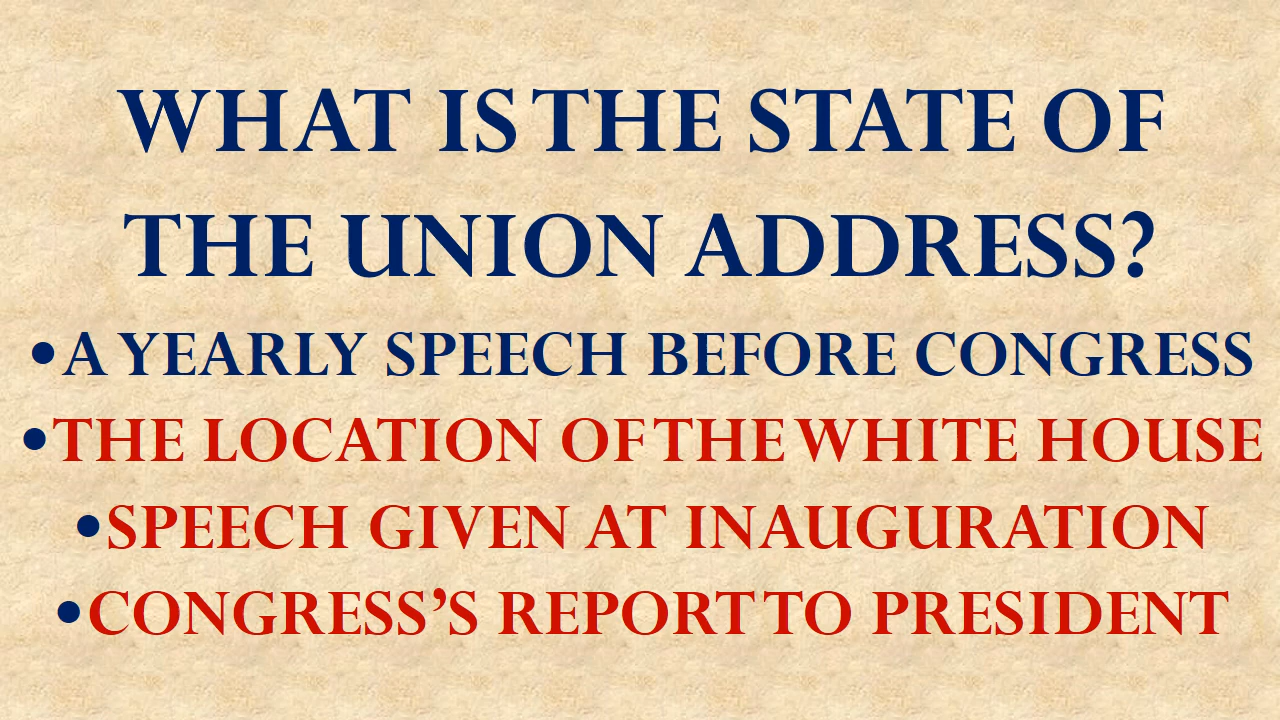 WHAT IS THE STATE OF
THE UNION ADDRESS?
•A YEARLY SPEECH BEFORE CONGRESS
•THE LOCATION OF THE WHITE HOUSE
•SPEECH GIVEN AT INAUGURATION
•CONGRESS’S REPORT TO PRESIDENT